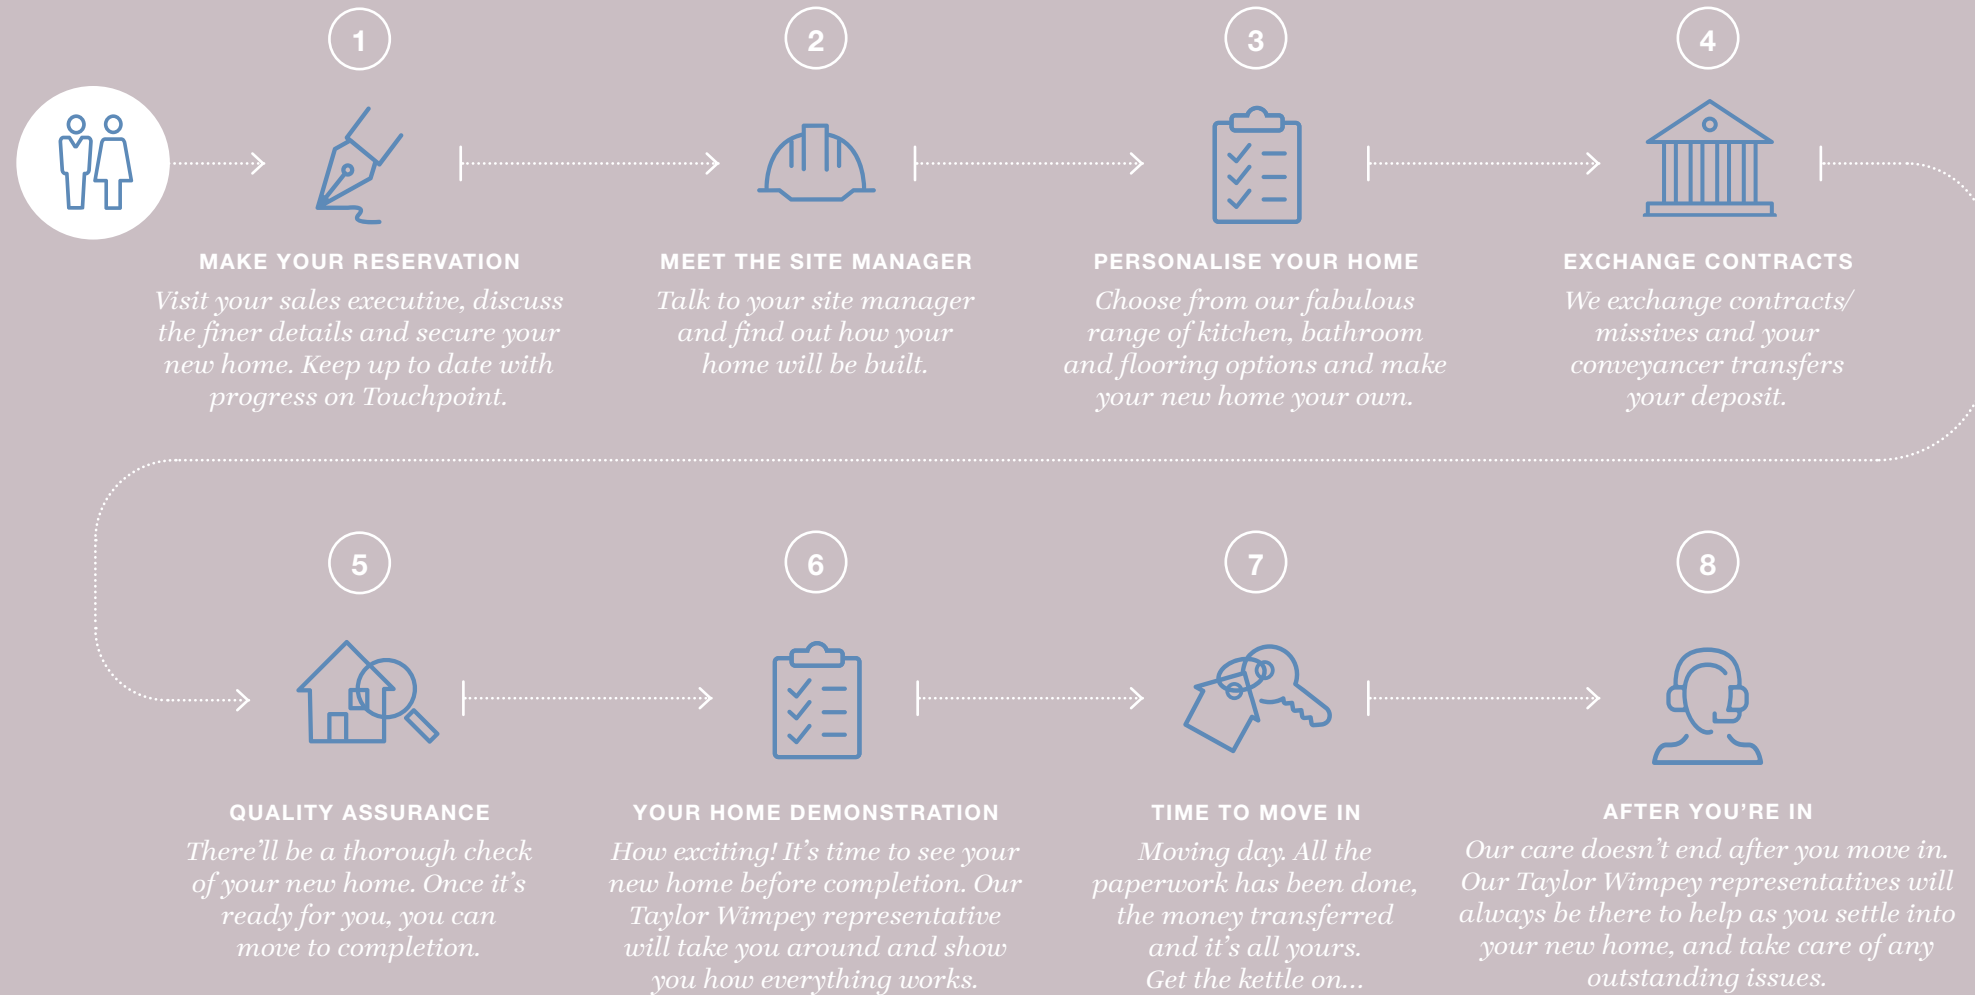 1
MAKE YOUR RESERVATION
Visit your sales executive, discuss
the finer details and secure your
new home. Keep up to date with
progress on Touchpoint.
2
MEET THE SITE MANAGER
Talk to your site manager
and find out how your
home will be built.
3
PERSONALISE YOUR HOME
Choose from our fabulous
range of kitchen, bathroom
and flooring options and make
your new home your own.
4
EXCHANGE CONTRACTS
We exchange contracts/
missives and your
conveyancer transfers
your deposit.
5
QUALITY ASSURANCE
There’ll be a thorough check
of your new home. Once it’s
ready for you, you can
move to completion.
6
YOUR HOME DEMONSTRATION
How exciting! It’s time to see your
new home before completion. Our
Taylor Wimpey representative
will take you around and show
you how everything works.
7
TIME TO MOVE IN
Moving day. All the
paperwork has been done,
the money transferred
and it’s all yours.
Get the kettle on...
8
AFTER YOU’RE IN
Our care doesn’t end after you move in.
Our Taylor Wimpey representatives will
always be there to help as you settle into
your new home, and take care of any
outstanding issues.